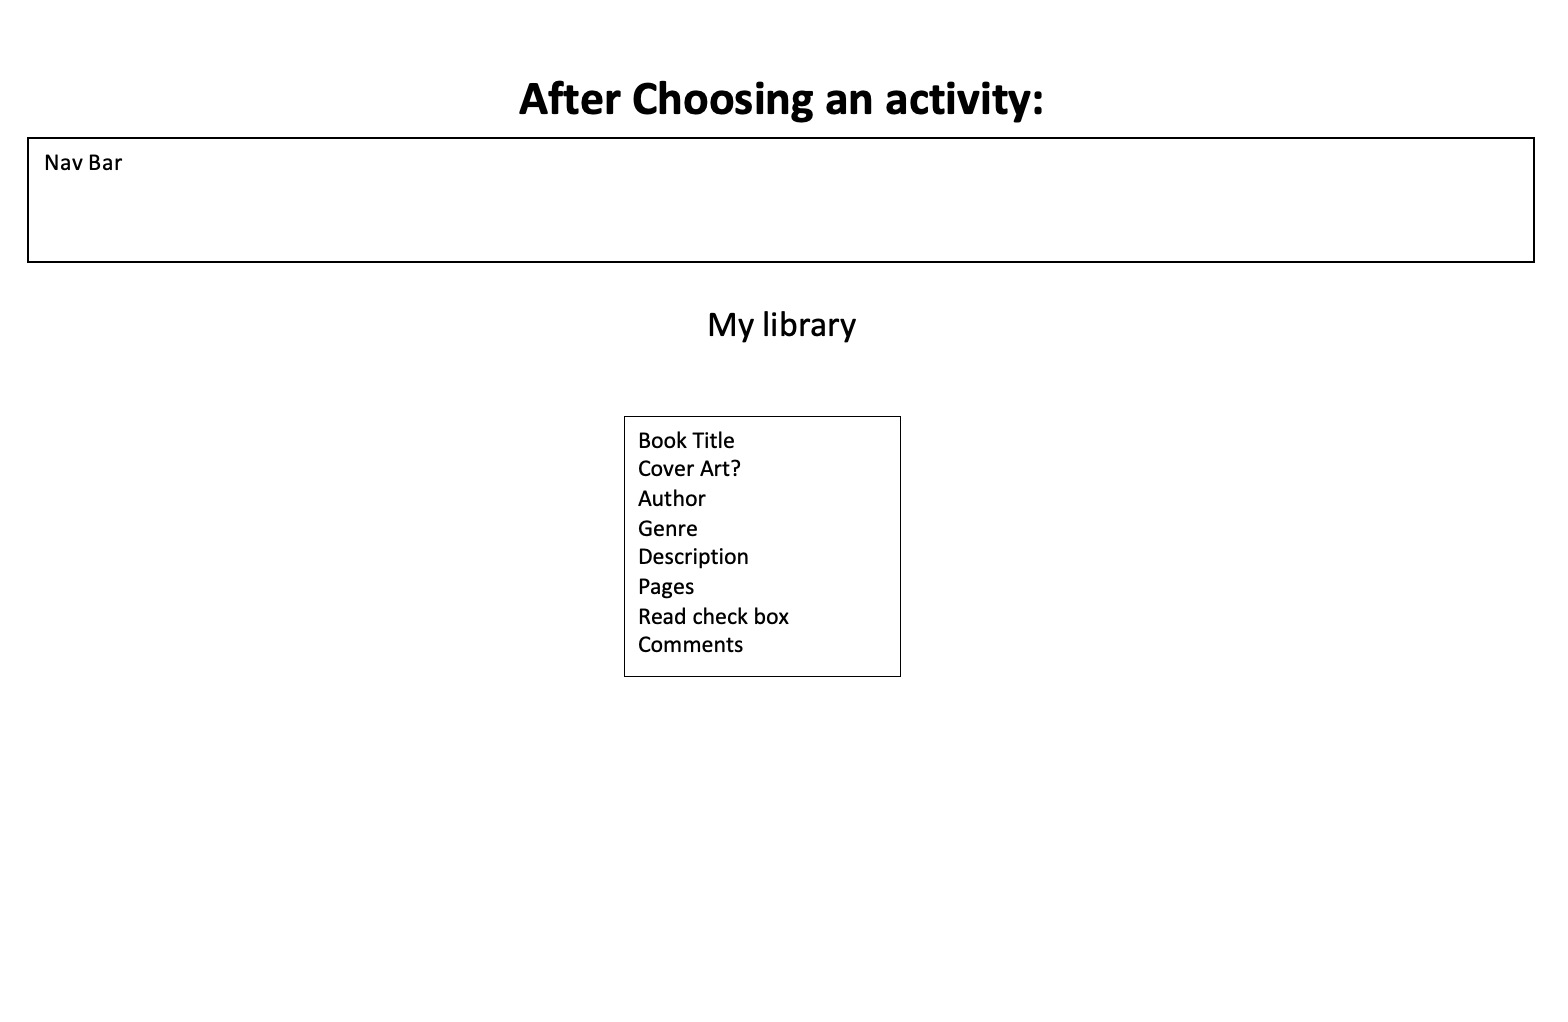 After Choosing an activity:
Nav Bar
My library
Book Title
Cover Art?
Author
Genre
Description
Pages
Read check box
Comments